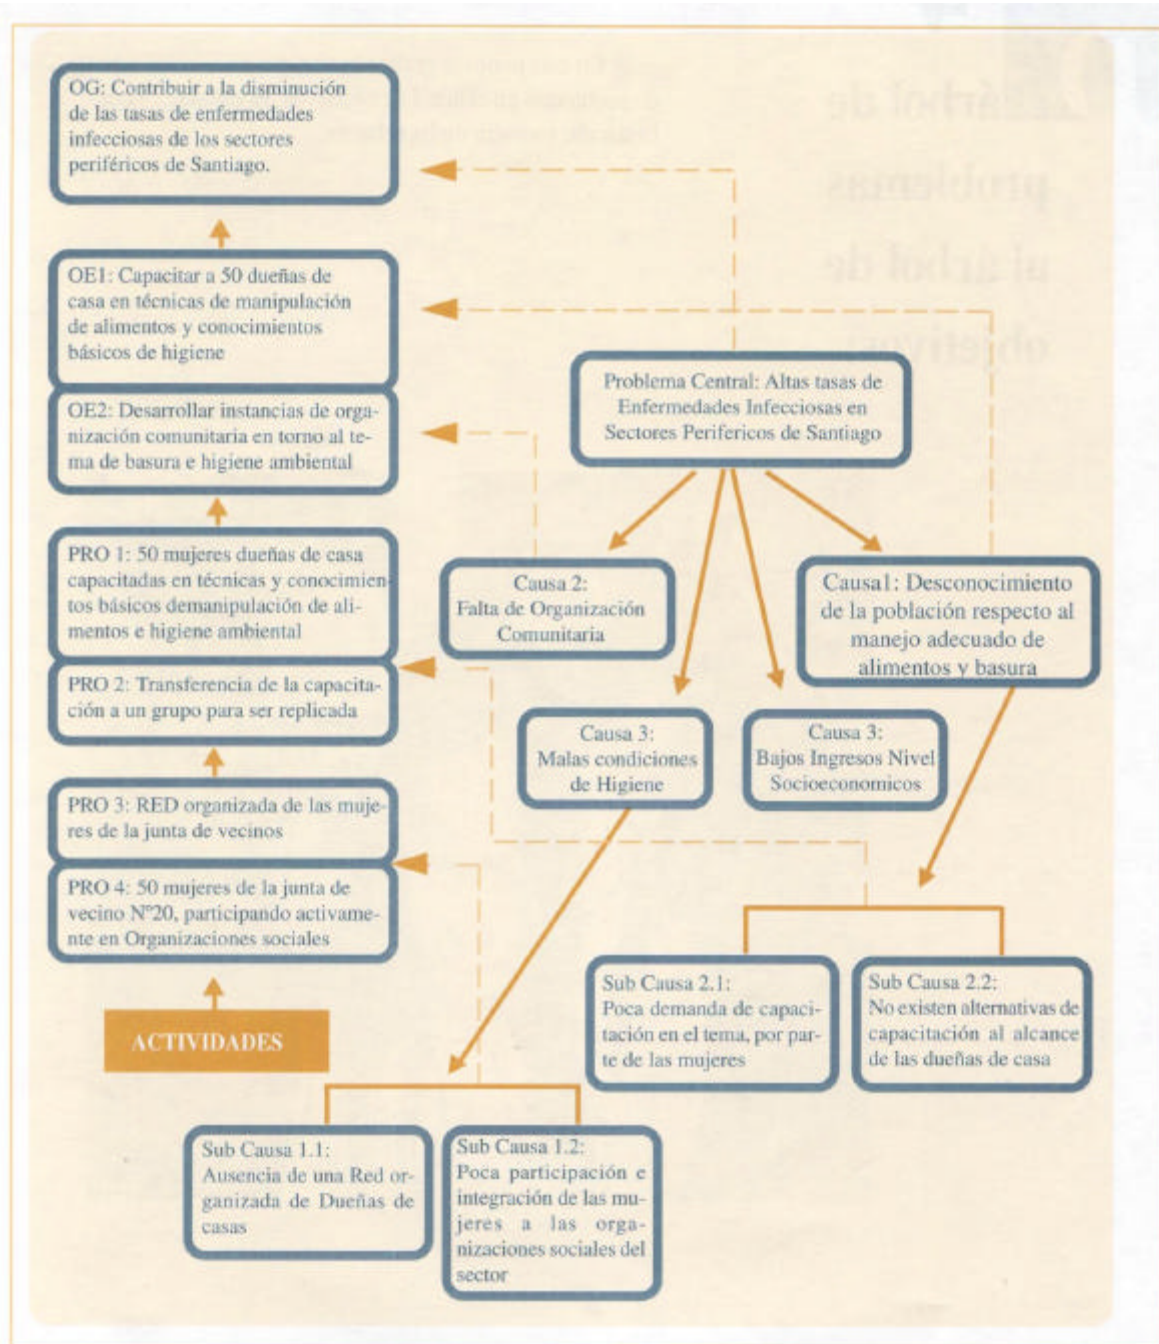 OG: Contribuir a la disminución
de las tasas de enfermedades
infecciosas de los sectores
periféricos de Santiago.
OE1: Capacitar a 50 dueñas de
casa en técnicas de manipulación
de alimentos y conocimientos
básicos de higiene
OE2: Desarrollar instancias de orga-
nización comunitaria en torno al te-
ma de basura e higiene ambiental
PRO 1: 50 mujeres dueñas de casa
capacitadas en técnicas y conocimien-
tos básicos demanipulación de ali-
mentos e higiene ambiental
PRO 2: Transferencia de la capacita-
ción a un grupo para ser replicada
PRO 3: RED organizada de las muje-
res de la junta de vecinos
PRO 4: 50 mujeres de la junta de
vecino Nº20, participando activame-
nte en Organizaciones sociales
ACTIVIDADES
Problema Central: Altas tasas de
Enfermedades Infecciosas en
Sectores Perifericos de Santiago
Causa 2:
Falta de Organización
Comunitaria
Causa1: Desconocimiento
de la población respecto al
manejo adecuado de
alimentos y basura
Causa 3:
Malas condiciones
de Higiene
Causa 3:
Bajos Ingresos Nivel
Socioeconomicos
Sub Causa 2.1:
Poca demanda de capaci-
tación en el tema, por par-
te de las mujeres
Sub Causa 2.2:
No existen alternativas de
capacitación al alcance
de las dueñas de casa
Sub Causa 1.1:
Ausencia de una Red or-
ganizada de Dueñas de
casas
Sub Causa 1.2:
Poca participación e
integración de las mu-
jeres a las orga-
nizaciones sociales del
sector
árbol de
problemas
al árbol de
objetivos